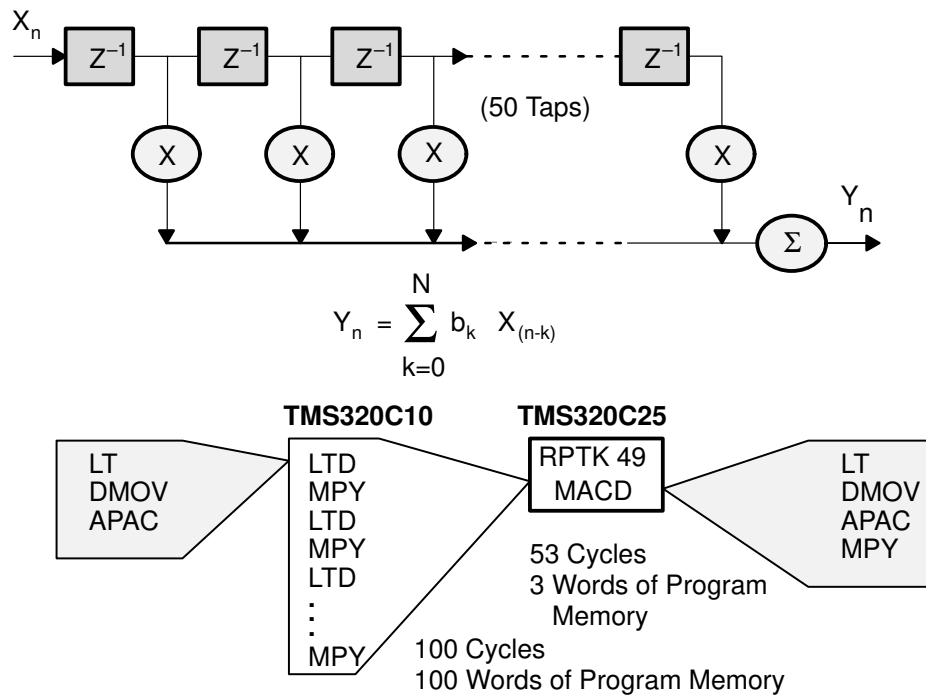 Xn
Z–1 Z–1 Z–1 Z–1
(50 Taps)
X X X X
Yn
Σ
N
Yn = ∑ bk X(n-k)
k=0
TMS320C10
TMS320C25
LT
DMOV
APAC
LTD
MPY
LTD
MPY
LTD
.
.
.
MPY
100 Cycles
100 Words of Program Memory
RPTK 49
MACD
53 Cycles
3 Words of Program
Memory
LT
DMOV
APAC
MPY